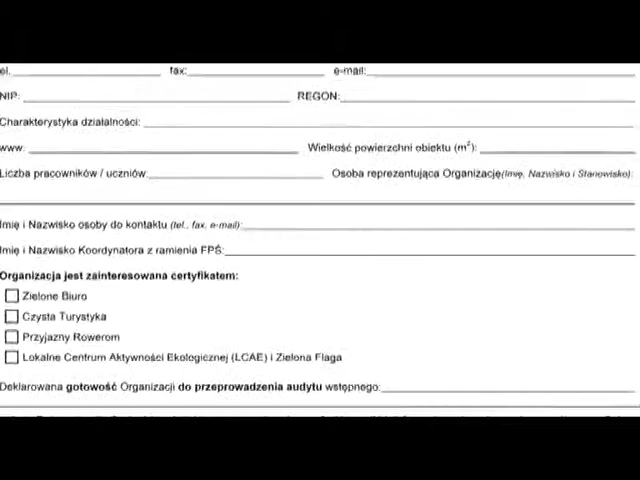 el. fax: e-mail:
NIP: REGON:
Charakterystyka działalności:
www: Wielkość powierzchni obiektu (m²):
Liczba pracowników / uczniów: Osoba reprezentująca Organizację(Imię, Nazwisko i Stanowisko):
Imię i Nazwisko osoby do kontaktu (tel., fax, e-mail):
Imię i Nazwisko Koordynatora z ramienia FPŚ:
Organizacja jest zainteresowana certyfikatem:
Zielone Biuro
Czysta Turystyka
Przyjazny Rowerom
Lokalne Centrum Aktywności Ekologicznej (LCAE) i Zielona Flaga
Deklarowana gotowość Organizacji do przeprowadzenia audytu wstępnego: